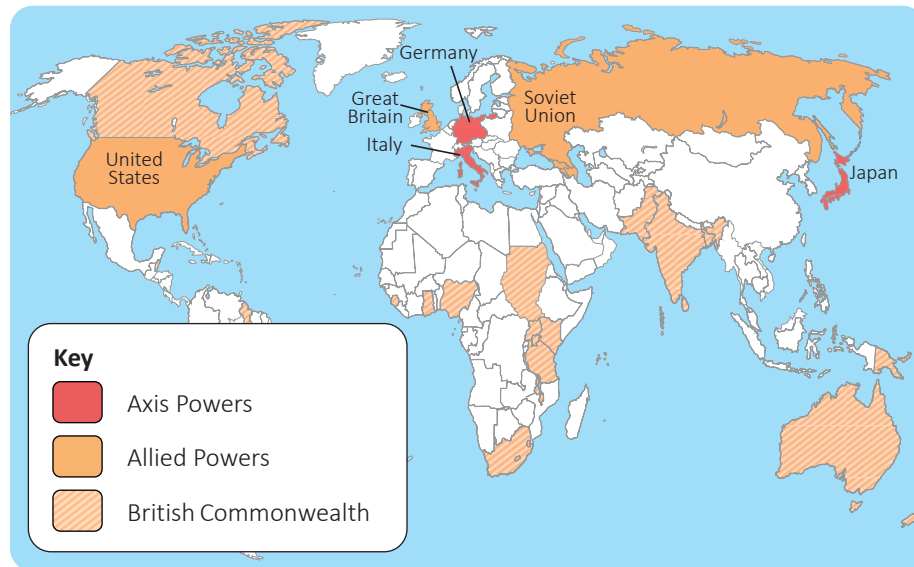 Germany
Great
Britain
Soviet
Union
Italy
United
States
Japan
Key
Axis Powers
Allied Powers
British Commonwealth